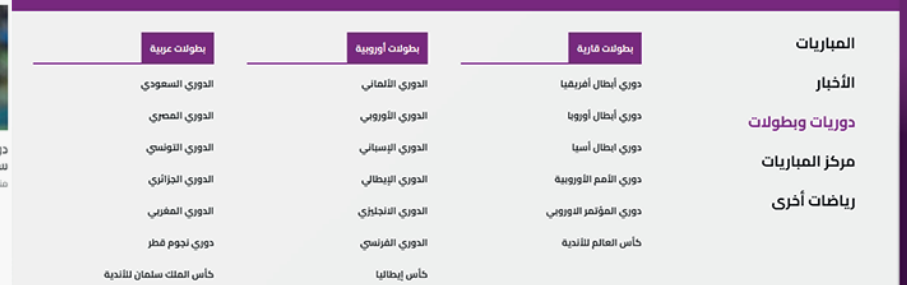 المباريات
الأخبار
دوريات وبطولات
مركز المباريات
رياضات أخرى
بطولات قارية
دوري أبطال أفريقيا
دوري أبطال أوروبا
دوري ابطال أسيا
دوري الأمم الأوروبية
دوري المؤتمر الاوروبي
كأس العالم للأندية
بطولات أوروبية
الدوري الألماني
الدوري الأوروبي
الدوري الإسباني
الدوري الإيطالي
الدوري الانجليزي
الدوري الفرنسي
كأس إيطاليا
بطولات عربية
الدوري السعودي
الدوري المصري
الدوري التونسي
الدوري الجزائري
الدوري المغربي
دوري نجوم قطر
كأس الملك سلمان للأندية